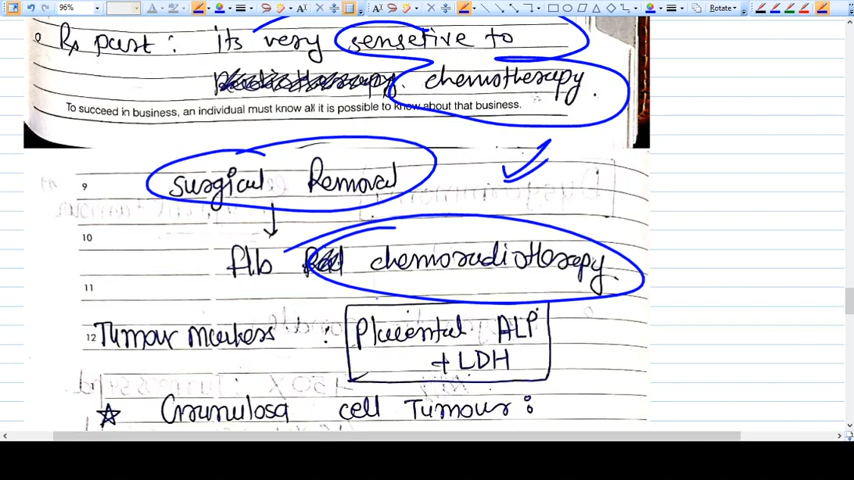 96%
Rotate
Rx part : its very sensetive to
chemotherapy.
To succeed in business, an individual must know all it is possible to know about that business.
9
surgical Removal
10
f/b chemoradiotherapy
11
12 Tumour markers : Placental ALP
+ LDH
☆ Granulosa cell Tumour :